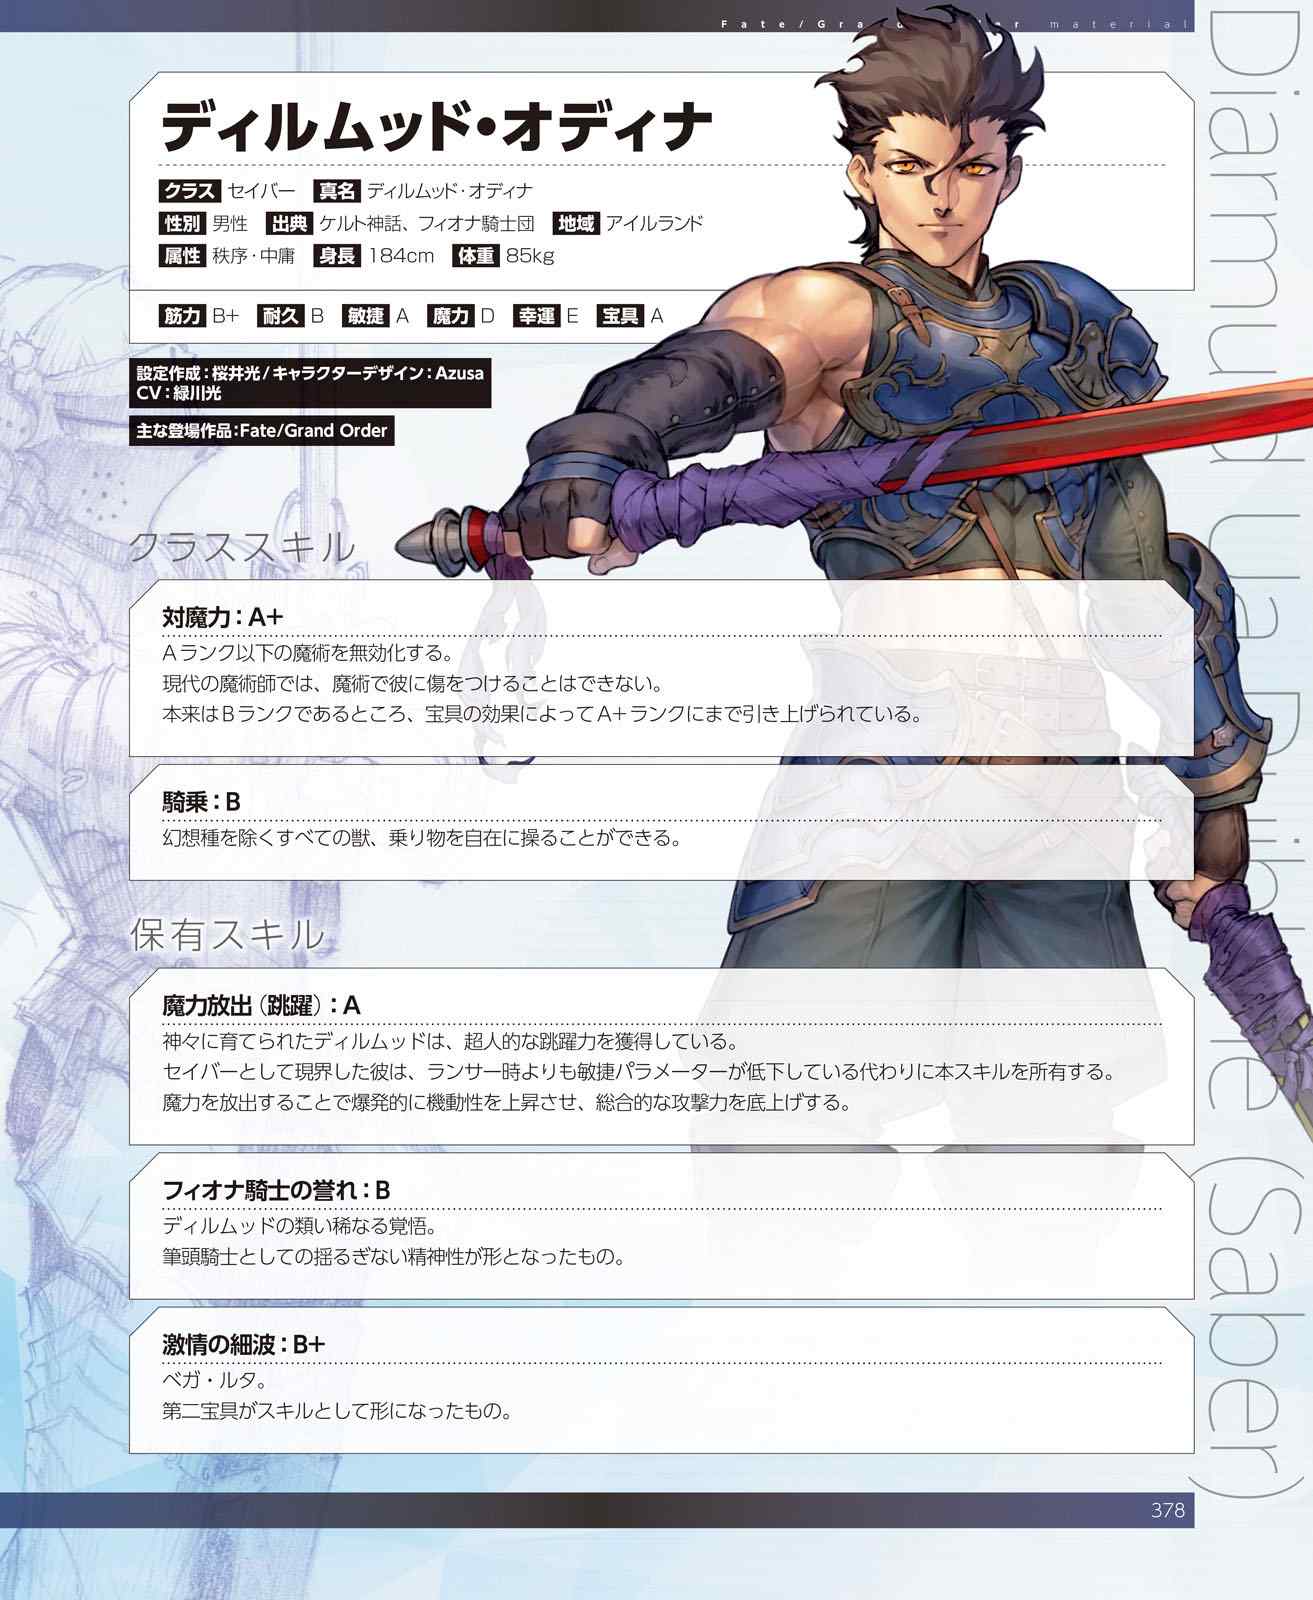 Fate/Gra er material
ディルムッド・オディナ
クラス セイバー 真名 ディルムッド・オディナ
性別 男性 出典 ケルト神話、フィオナ騎士団 地域 アイルランド
属性 秩序・中庸 身長 184cm 体重 85kg
筋力 B+ 耐久 B 敏捷 A 魔力 D 幸運 E 宝具 A
設定作成：桜井光／キャラクターデザイン：Azusa
CV：緑川光
主な登場作品：Fate/Grand Order
クラススキル
対魔力：A+
Aランク以下の魔術を無効化する。
現代の魔術師では、魔術で彼に傷をつけることはできない。
本来はBランクであるところ、宝具の効果によってA+ランクにまで引き上げられている。
騎乗：B
幻想種を除くすべての獣、乗り物を自在に操ることができる。
保有スキル
魔力放出（跳躍）：A
神々に育てられたディルムッドは、超人的な跳躍力を獲得している。
セイバーとして現界した彼は、ランサー時よりも敏捷パラメーターが低下している代わりに本スキルを所有する。
魔力を放出することで爆発的に機動性を上昇させ、総合的な攻撃力を底上げする。
フィオナ騎士の誉れ：B
ディルムッドの類い稀なる覚悟。
筆頭騎士としての揺るぎない精神性が形となったもの。
激情の細波：B+
ベガ・ルタ。
第二宝具がスキルとして形になったもの。
378
Diarmuid Ua Duibhne (Saber)